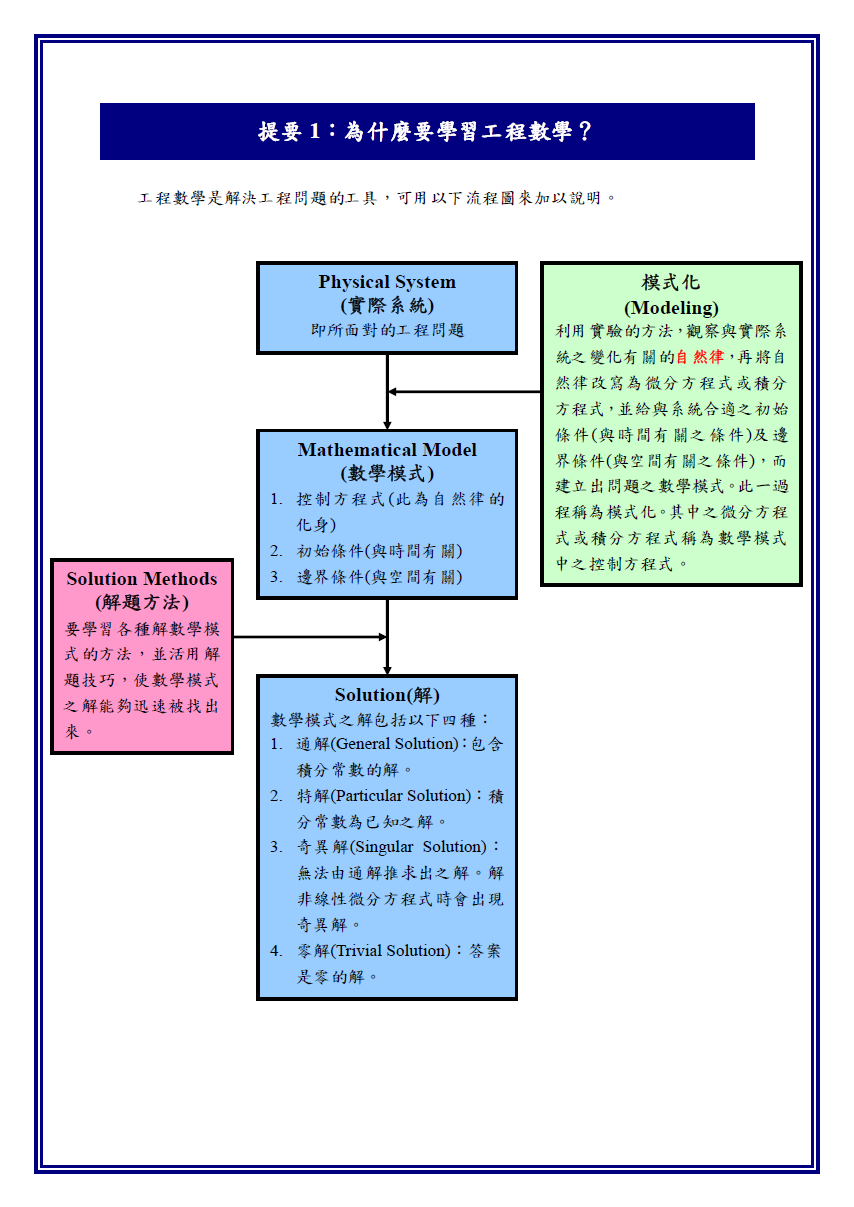 提要 1：為什麼要學習工程數學？
工程數學是解決工程問題的工具，可用以下流程圖來加以說明。
Physical System
(實際系統)
即所面對的工程問題
模式化
(Modeling)
利用實驗的方法，觀察與實際系
統之變化有關的自然律，再將自
然律改寫為微分方程式或積分
方程式，並給與系統合適之初始
條件(與時間有關之條件)及邊
界條件(與空間有關之條件)，而
建立出問題之數學模式。此一過
程稱為模式化。其中之微分方程
式或積分方程式稱為數學模式
中之控制方程式。
Mathematical Model
(數學模式)
1. 控制方程式(此為自然律的
化身)
2. 初始條件(與時間有關)
3. 邊界條件(與空間有關)
Solution Methods
(解題方法)
要學習各種解數學模
式的方法，並活用解
題技巧，使數學模式
之解能夠迅速被找出
來。
Solution(解)
數學模式之解包括以下四種：
1. 通解(General Solution)：包含
積分常數的解。
2. 特解(Particular Solution)：積
分常數為已知之解。
3. 奇異解(Singular Solution)：
無法由通解推求出之解。解
非線性微分方程式時會出現
奇異解。
4. 零解(Trivial Solution)：答案
是零的解。